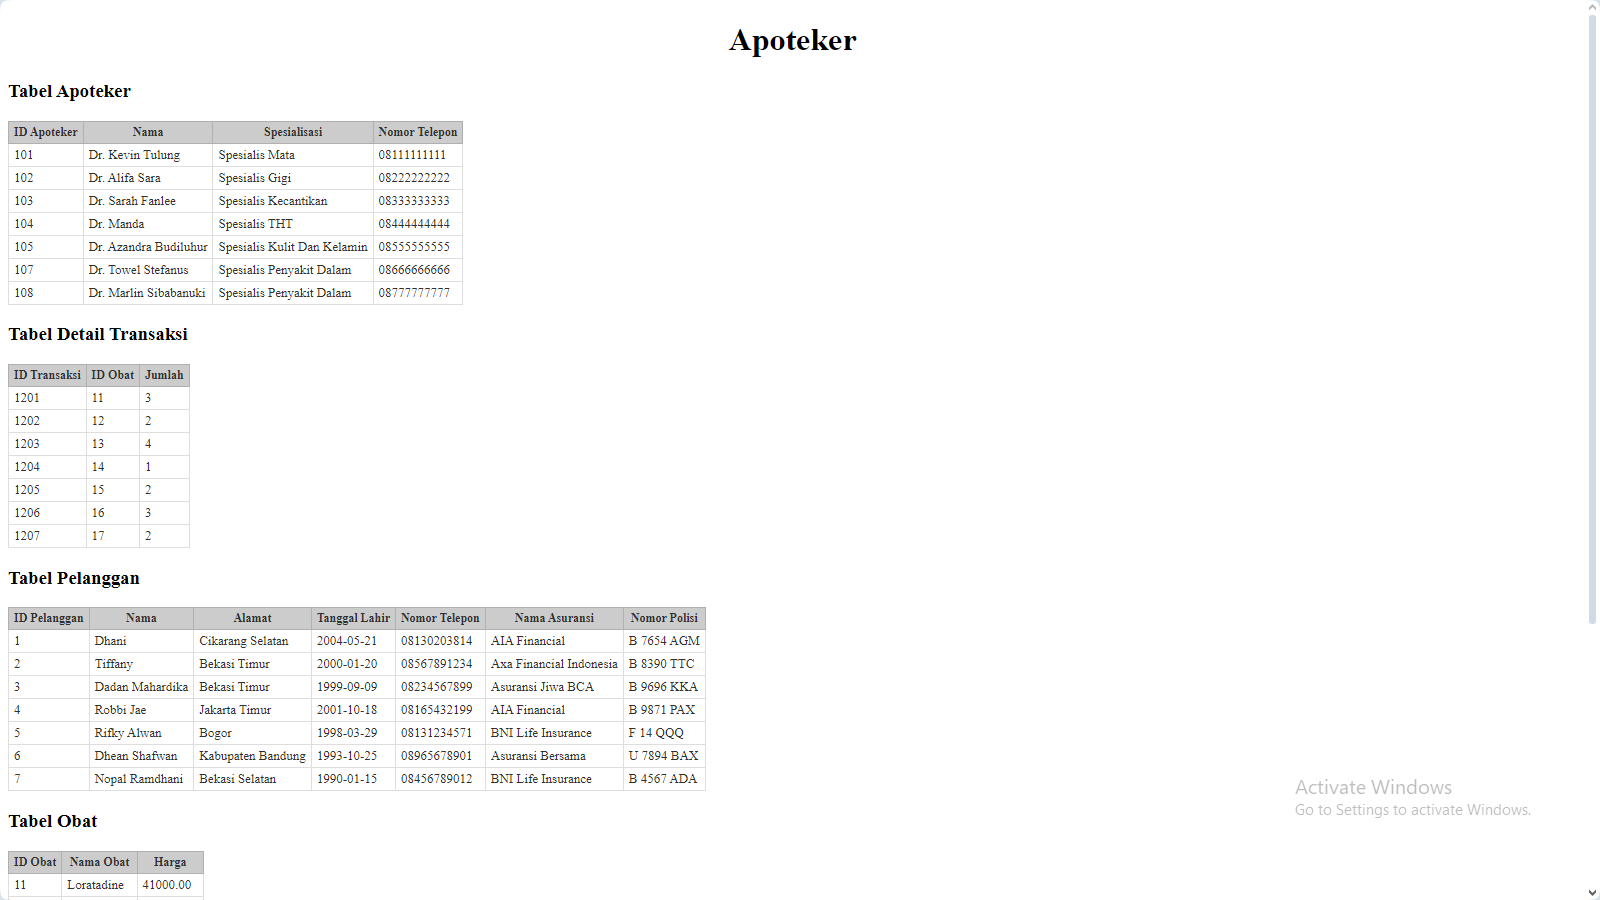 Apoteker
Tabel Apoteker
ID Apoteker Nama Spesialisasi Nomor Telepon
101 Dr. Kevin Tulung Spesialis Mata 08111111111
102 Dr. Alifa Sara Spesialis Gigi 08222222222
103 Dr. Sarah Fanlee Spesialis Kecantikan 08333333333
104 Dr. Manda Spesialis THT 08444444444
105 Dr. Azandra Budiluhur Spesialis Kulit Dan Kelamin 08555555555
107 Dr. Towel Stefanus Spesialis Penyakit Dalam 08666666666
108 Dr. Marlin Sibabanuki Spesialis Penyakit Dalam 08777777777
Tabel Detail Transaksi
ID Transaksi ID Obat Jumlah
1201 11 3
1202 12 2
1203 13 4
1204 14 1
1205 15 2
1206 16 3
1207 17 2
Tabel Pelanggan
ID Pelanggan Nama Alamat Tanggal Lahir Nomor Telepon Nama Asuransi Nomor Polisi
1 Dhani Cikarang Selatan 2004-05-21 08130203814 AIA Financial B 7654 AGM
2 Tiffany Bekasi Timur 2000-01-20 08567891234 Axa Financial Indonesia B 8390 TTC
3 Dadan Mahardika Bekasi Timur 1999-09-09 08234567899 Asuransi Jiwa BCA B 9696 KKA
4 Robbi Jae Jakarta Timur 2001-10-18 08165432199 AIA Financial B 9871 PAX
5 Rifky Alwan Bogor 1998-03-29 08131234571 BNI Life Insurance F 14 QQQ
6 Dhean Shafwan Kabupaten Bandung 1993-10-25 08965678901 Asuransi Bersama U 7894 BAX
7 Nopal Ramdhani Bekasi Selatan 1990-01-15 08456789012 BNI Life Insurance B 4567 ADA
Tabel Obat
ID Obat Nama Obat Harga
11 Loratadine 41000.00
Activate Windows
Go to Settings to activate Windows.